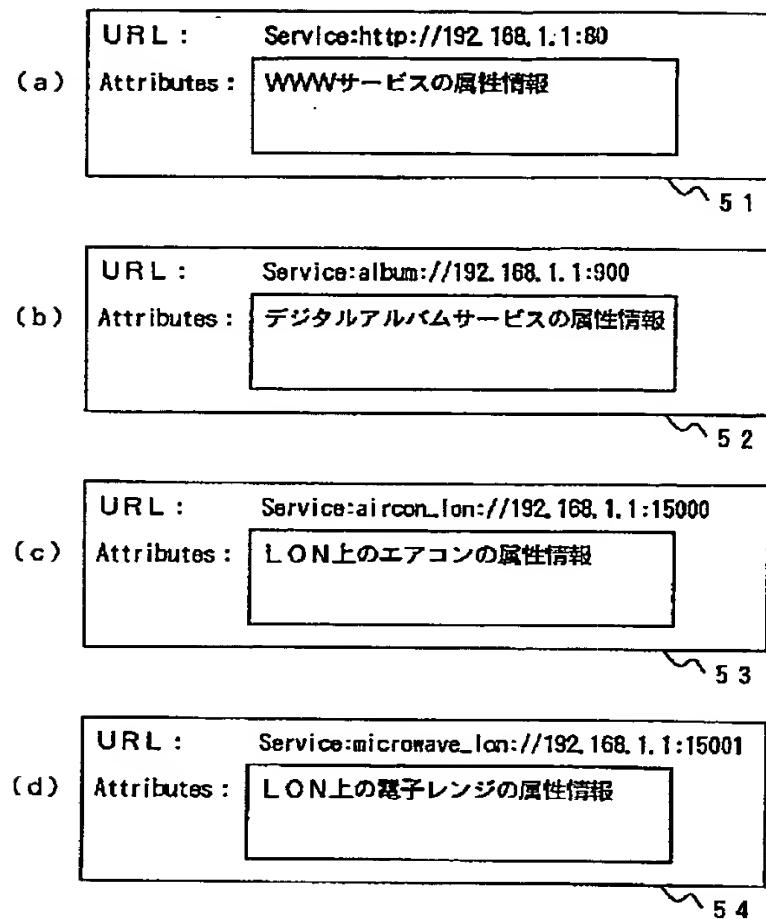 URL： Service:http://192.168.1.1:80
(a) Attributes： WWWサービスの属性情報
51
URL： Service:album://192.168.1.1:900
(b) Attributes： デジタルアルバムサービスの属性情報
52
URL： Service:aircon_lon://192.168.1.1:15000
(c) Attributes： LON上のエアコンの属性情報
53
URL： Service:microwave_lon://192.168.1.1:15001
(d) Attributes： LON上の電子レンジの属性情報
54